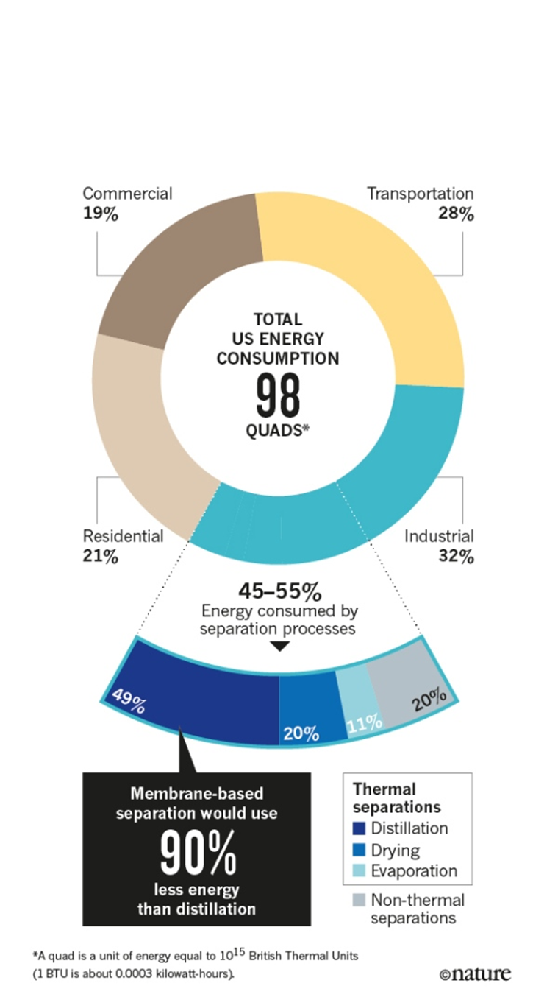 Commercial
19%
Transportation
28%
TOTAL
US ENERGY
CONSUMPTION
98
QUADS*
Residential
21%
Industrial
32%
45–55%
Energy consumed by
separation processes
49%
20%
11%
20%
Membrane-based
separation would use
90%
less energy
than distillation
Thermal
separations
Distillation
Drying
Evaporation
Non-thermal
separations
*A quad is a unit of energy equal to 10¹⁵ British Thermal Units
(1 BTU is about 0.0003 kilowatt-hours).
©nature